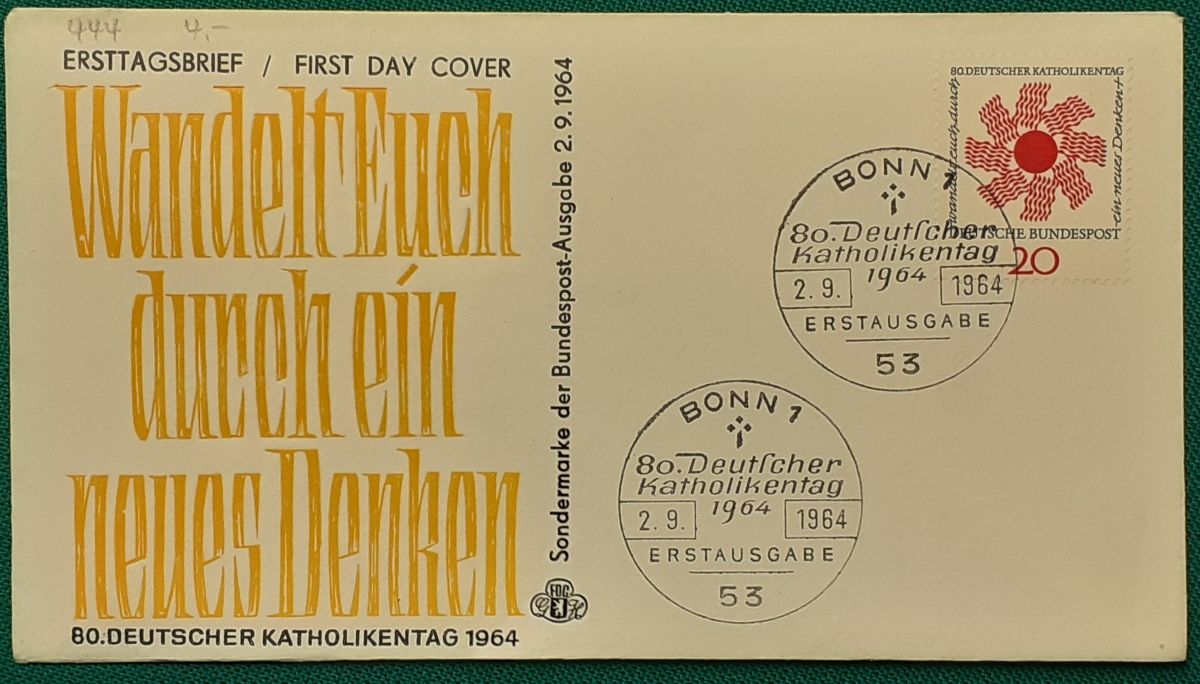 444 4,-
ERSTTAGSBRIEF / FIRST DAY COVER
Wandelt Euch
durch ein
neues Denken
80.DEUTSCHER KATHOLIKENTAG 1964
Sondermarke der Bundespost-Ausgabe 2.9.1964
FDC
G K
80.DEUTSCHER KATHOLIKENTAG
wandelt euch durch
ein neues Denken
DEUTSCHE BUNDESPOST
20
BONN 1
80. Deutſcher
Katholikentag
1964
2.9. 1964
ERSTAUSGABE
53
BONN 1
80. Deutſcher
Katholikentag
1964
2.9. 1964
ERSTAUSGABE
53